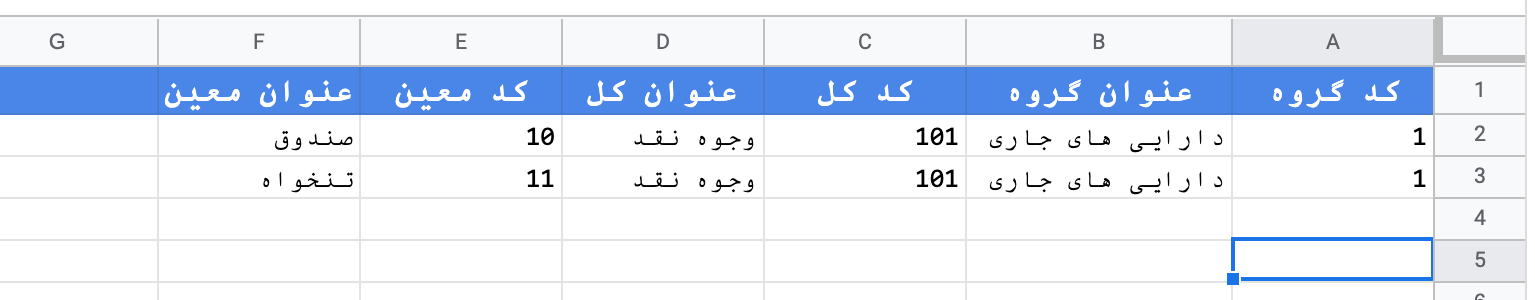 A B C D E F G
1 کد گروه عنوان گروه کد کل عنوان کل کد معین عنوان معین
2 1 دارایی های جاری 101 وجوه نقد 10 صندوق
3 1 دارایی های جاری 101 وجوه نقد 11 تنخواه
4
5